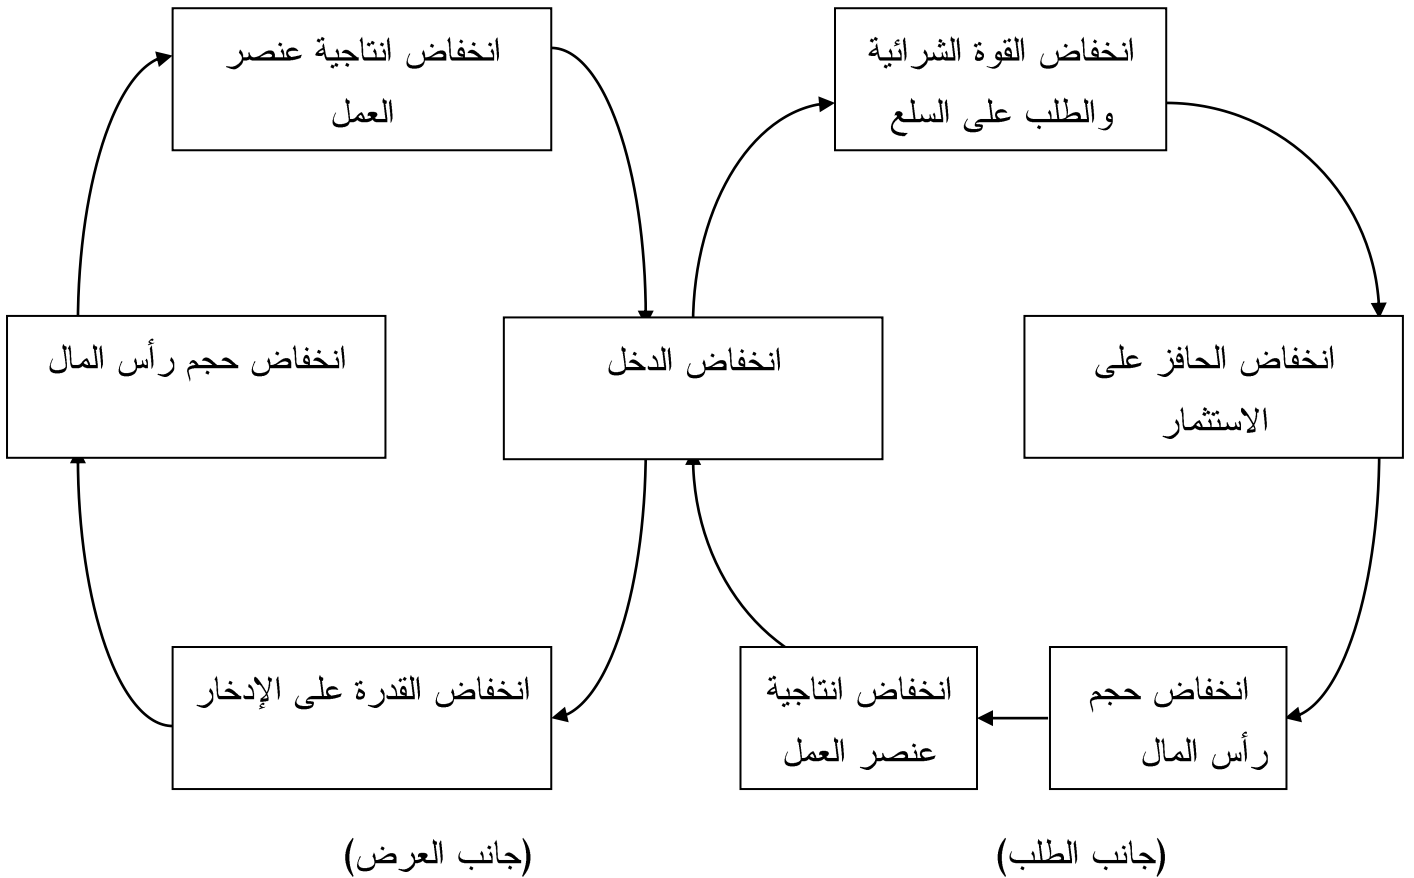 انخفاض القوة الشرائية
والطلب على السلع
انخفاض انتاجية عنصر
العمل
انخفاض الحافز على
الاستثمار
انخفاض الدخل
انخفاض حجم رأس المال
انخفاض حجم
رأس المال
انخفاض انتاجية
عنصر العمل
انخفاض القدرة على الإدخار
(جانب الطلب)
(جانب العرض)